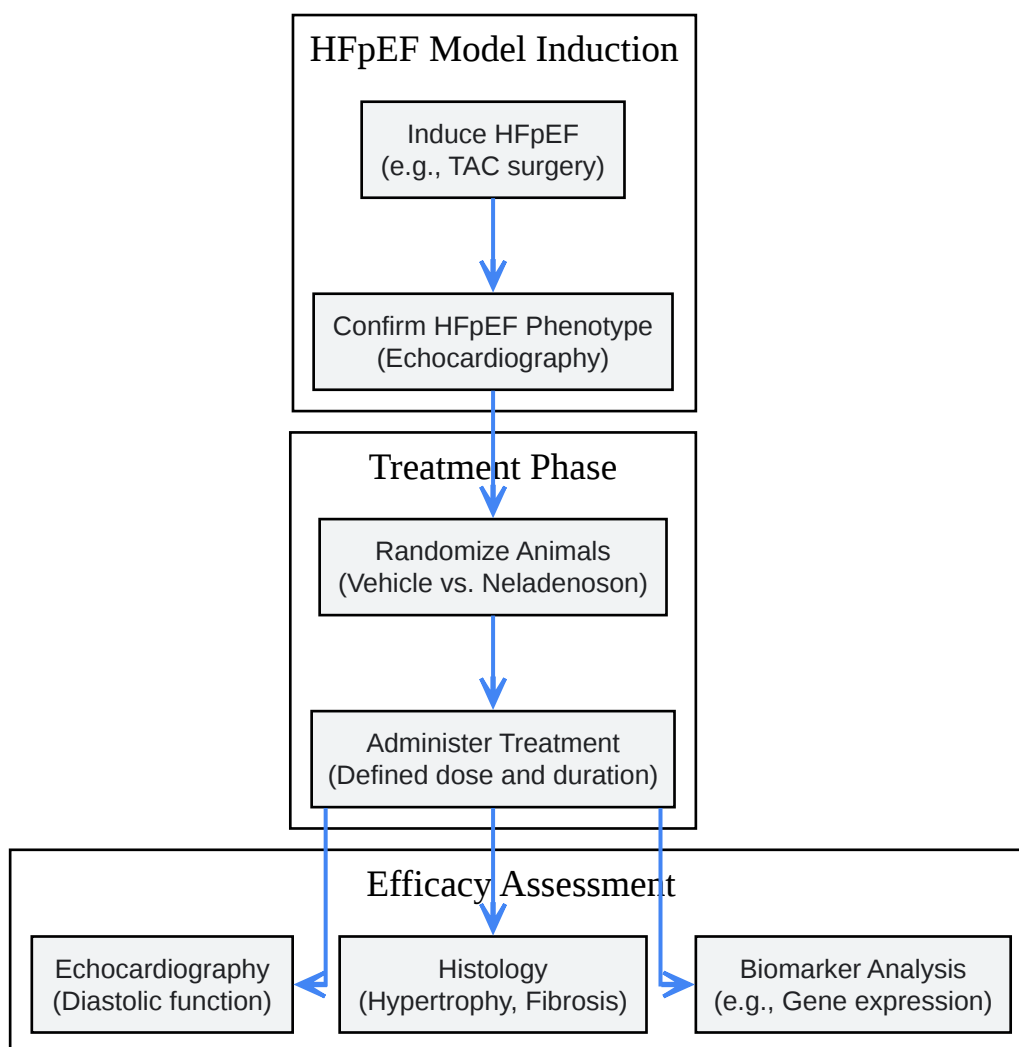 HFpEF Model Induction
Induce HFpEF
(e.g., TAC surgery)
Confirm HFpEF Phenotype
(Echocardiography)
Treatment Phase
Randomize Animals
(Vehicle vs. Neladenoson)
Administer Treatment
(Defined dose and duration)
Efficacy Assessment
Echocardiography
(Diastolic function)
Histology
(Hypertrophy, Fibrosis)
Biomarker Analysis
(e.g., Gene expression)